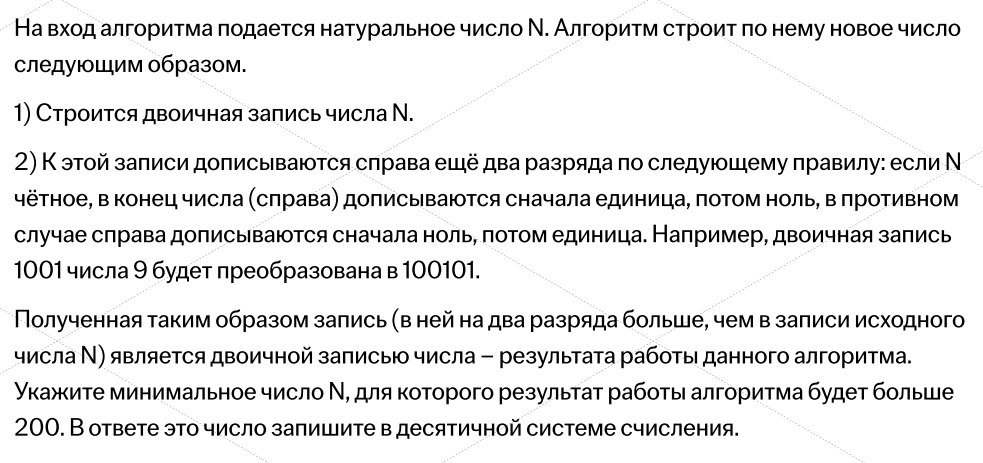 На вход алгоритма подается натуральное число N. Алгоритм строит по нему новое число
следующим образом.
1) Строится двоичная запись числа N.
2) К этой записи дописываются справа ещё два разряда по следующему правилу: если N
чётное, в конец числа (справа) дописываются сначала единица, потом ноль, в противном
случае справа дописываются сначала ноль, потом единица. Например, двоичная запись
1001 числа 9 будет преобразована в 100101.
Полученная таким образом запись (в ней на два разряда больше, чем в записи исходного
числа N) является двоичной записью числа – результата работы данного алгоритма.
Укажите минимальное число N, для которого результат работы алгоритма будет больше
200. В ответе это число запишите в десятичной системе счисления.